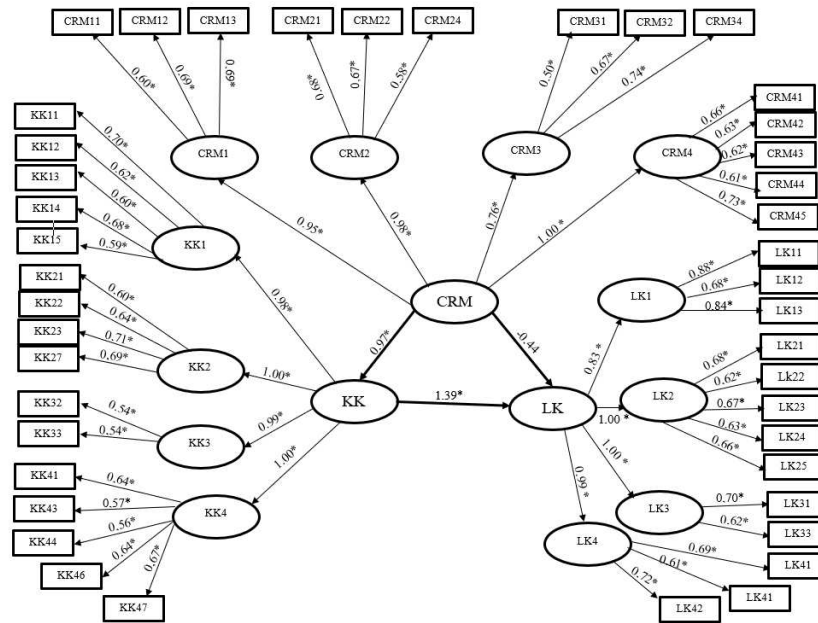 CRM11
CRM12
CRM13
CRM21
CRM22
CRM24
CRM31
CRM32
CRM34
0.60*
0.69*
0.69*
0.68*
0.67*
0.58*
0.50*
0.67*
0.74*
CRM1
CRM2
CRM3
CRM4
0.66*
0.63*
0.62*
0.61*
0.73*
CRM41
CRM42
CRM43
CRM44
CRM45
KK11
KK12
KK13
KK14
KK15
0.70*
0.62*
0.60*
0.68*
0.59*
KK1
0.95*
0.98*
0.76*
1.00*
CRM
KK21
KK22
KK23
KK27
0.60*
0.64*
0.71*
0.69*
KK2
0.98*
1.00*
0.99*
1.00*
0.97*
-0.44
KK
1.39*
LK
KK32
KK33
0.54*
0.54*
KK3
KK41
KK43
KK44
KK46
KK47
0.64*
0.57*
0.56*
0.64*
0.67*
KK4
0.83 *
1.00 *
1.00 *
0.99 *
LK1
0.88*
0.68*
0.84*
LK11
LK12
LK13
LK2
0.68*
0.62*
0.67*
0.63*
0.66*
LK21
Lk22
LK23
LK24
LK25
LK3
0.70*
0.62*
LK31
LK33
LK4
0.69*
0.61*
0.72*
LK41
LK41
LK42